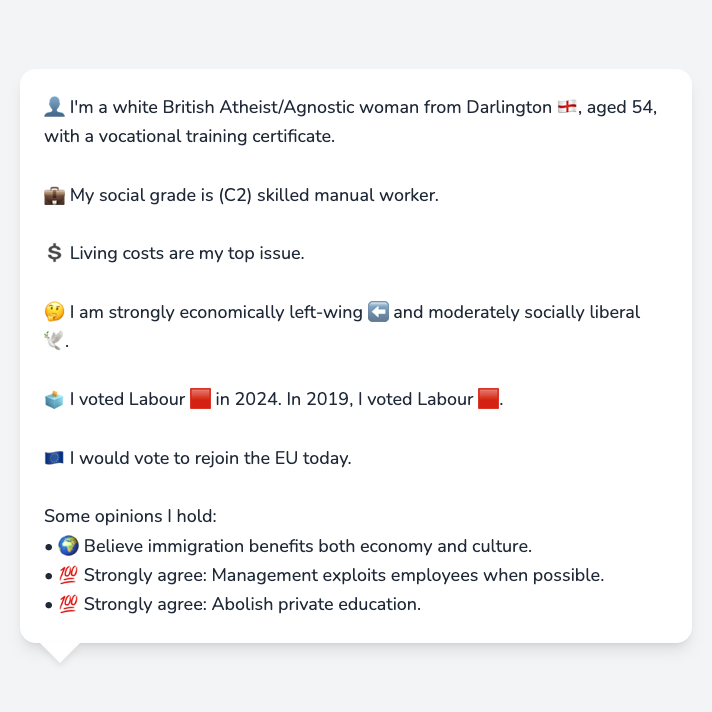 👤 I'm a white British Atheist/Agnostic woman from Darlington 🏴󠁧󠁢󠁥󠁮󠁧󠁿, aged 54,
with a vocational training certificate.
💼 My social grade is (C2) skilled manual worker.
💲 Living costs are my top issue.
🤔 I am strongly economically left-wing ⬅️ and moderately socially liberal
🕊️.
🗳️ I voted Labour 🟥 in 2024. In 2019, I voted Labour 🟥.
🇪🇺 I would vote to rejoin the EU today.
Some opinions I hold:
• 🌍 Believe immigration benefits both economy and culture.
• 💯 Strongly agree: Management exploits employees when possible.
• 💯 Strongly agree: Abolish private education.